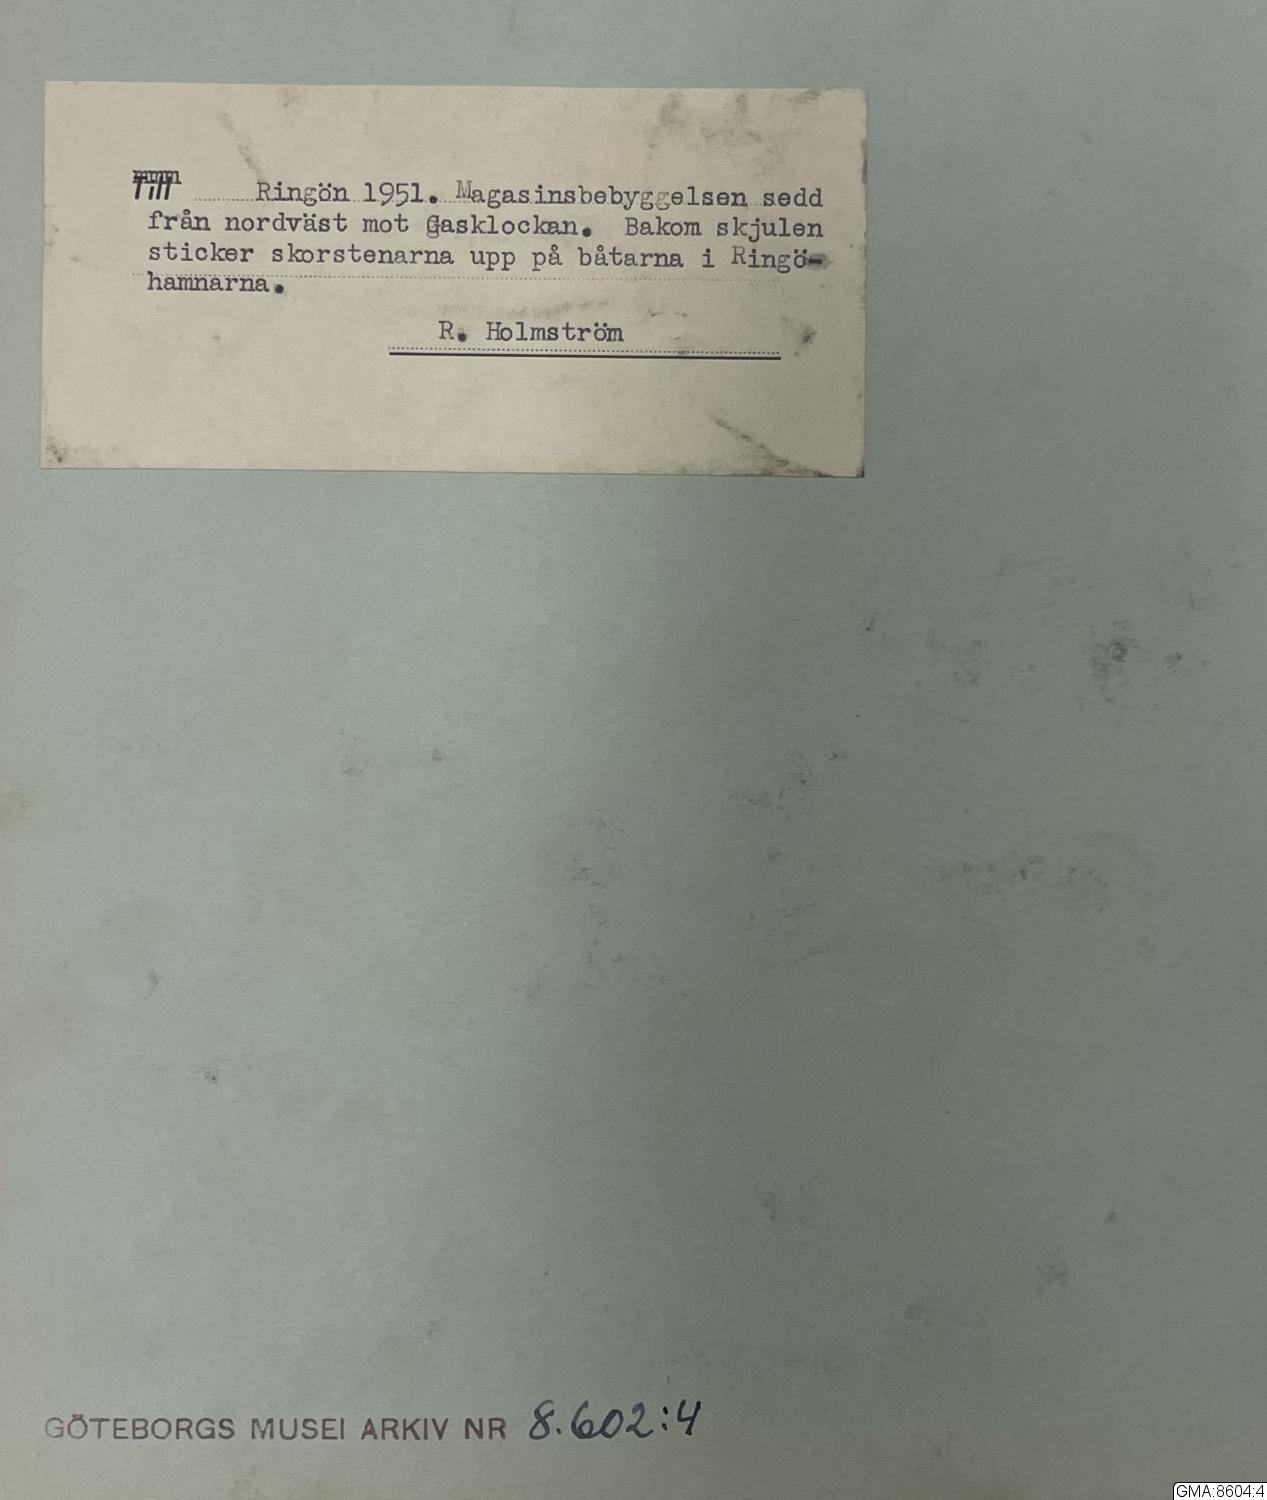 Till Ringön 1951. Magasinsbebyggelsen sedd
från nordväst mot Gasklockan. Bakom skjulen
sticker skorstenarna upp på båtarna i Ringö-
hamnarna.
R. Holmström
GÖTEBORGS MUSEI ARKIV NR 8.602:4
GMA:8604:4